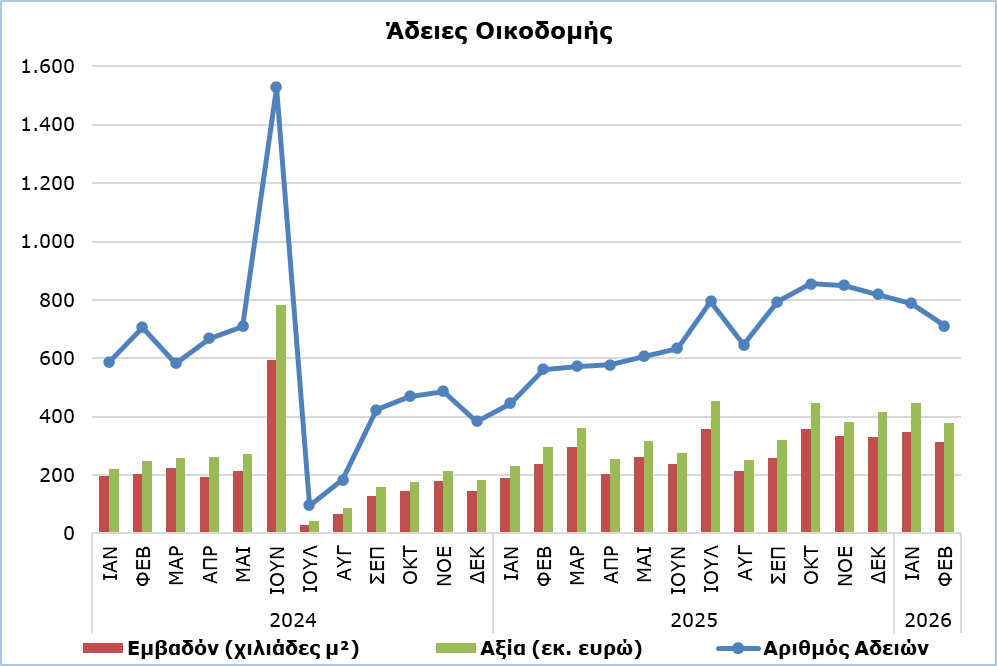 Άδειες Οικοδομής
1.600
1.400
1.200
1.000
800
600
400
200
0
ΙΑΝ ΦΕΒ ΜΑΡ ΑΠΡ ΜΑΙ ΙΟΥΝ ΙΟΥΛ ΑΥΓ ΣΕΠ ΟΚΤ ΝΟΕ ΔΕΚ ΙΑΝ ΦΕΒ ΜΑΡ ΑΠΡ ΜΑΙ ΙΟΥΝ ΙΟΥΛ ΑΥΓ ΣΕΠ ΟΚΤ ΝΟΕ ΔΕΚ ΙΑΝ ΦΕΒ
2024 2025 2026
Εμβαδόν (χιλιάδες μ²) Αξία (εκ. ευρώ) Αριθμός Αδειών